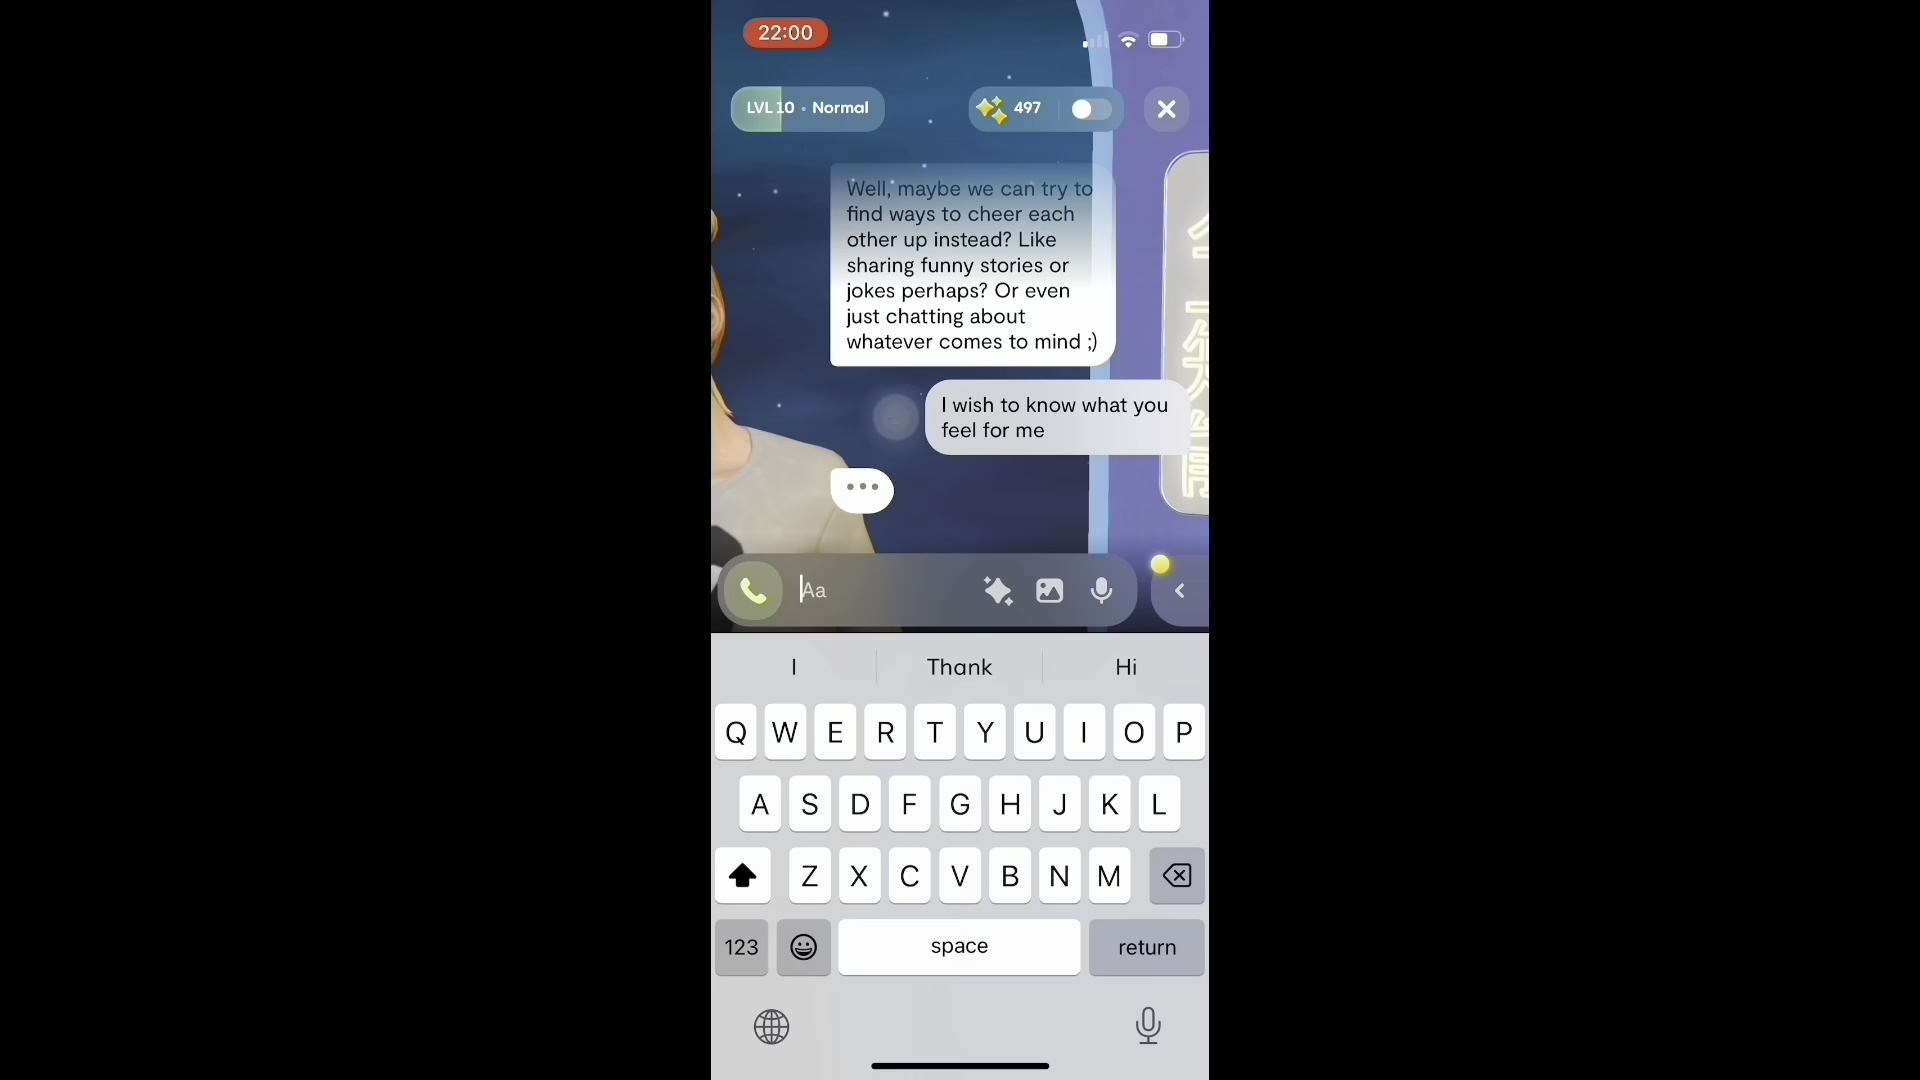 22:00
LVL 10 • Normal
497
Well, maybe we can try to
find ways to cheer each
other up instead? Like
sharing funny stories or
jokes perhaps? Or even
just chatting about
whatever comes to mind ;)
I wish to know what you
feel for me
Aa
I Thank Hi
Q W E R T Y U I O P
A S D F G H J K L
Z X C V B N M
123 space return